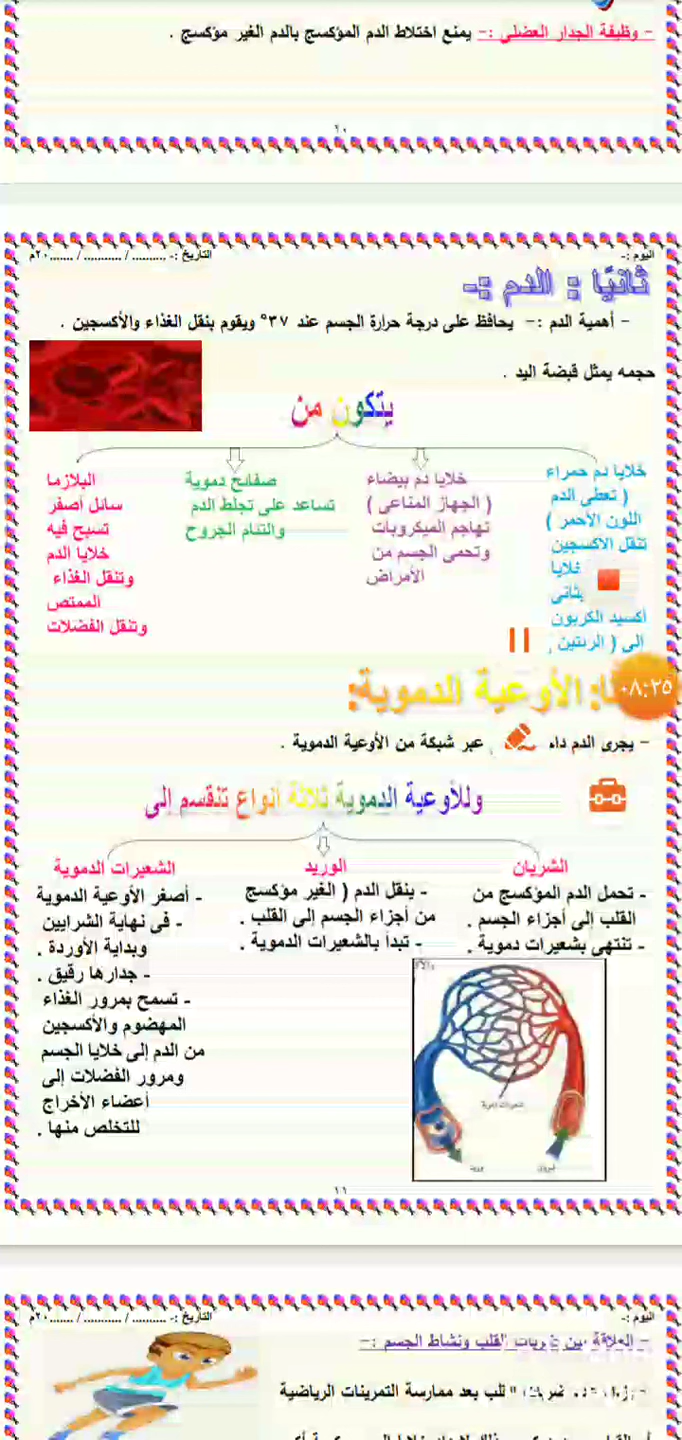 - وظيفة الجدار العضلى :- يمنع اختلاط الدم المؤكسج بالدم الغير مؤكسج .
١٠
اليوم :-
التاريخ :- ......... / ........... / .......٢٠م
ثانيًا : الدم :-
- أهمية الدم :- يحافظ على درجة حرارة الجسم عند ٣٧° ويقوم بنقل الغذاء والأكسجين .
حجمه يمثل قبضة اليد .
يتكون من
خلايا دم حمراء
( تعطى الدم
اللون الأحمر )
تنقل الاكسجين
أكسيد الكربون
الى ( الرئتين
خلايا دم بيضاء
( الجهاز المناعى )
تهاجم الميكروبات
وتحمى الجسم من
الأمراض
صفائح دموية
تساعد على تجلط الدم
والتئام الجروح
البلازما
سائل أصفر
تسبح فيه
خلايا الدم
وتنقل الغذاء
الممتص
وتنقل الفضلات
٠٨:٣٥
الأوعية الدموية:
- يجرى الدم عبر شبكة من الأوعية الدموية .
وللأوعية الدموية ثلاثة أنواع تنقسم إلى
الشريان
- تحمل الدم المؤكسج من
القلب إلى أجزاء الجسم .
- تنتهى بشعيرات دموية .
الوريد
- ينقل الدم ( الغير مؤكسج
من أجزاء الجسم إلى القلب .
- تبدأ بالشعيرات الدموية .
الشعيرات الدموية
- أصغر الأوعية الدموية
- فى نهاية الشرايين
وبداية الأوردة .
- جدارها رقيق .
- تسمح بمرور الغذاء
المهضوم والأكسجين
من الدم إلى خلايا الجسم
ومرور الفضلات إلى
أعضاء الأخراج
للتخلص منها .
شعيرات دموية
١١
اليوم :-
التاريخ :- ......... / ........... / .......٢٠م
- العلاقة بين ضربات القلب ونشاط الجسم :-
بعد ممارسة التمرينات الرياضية